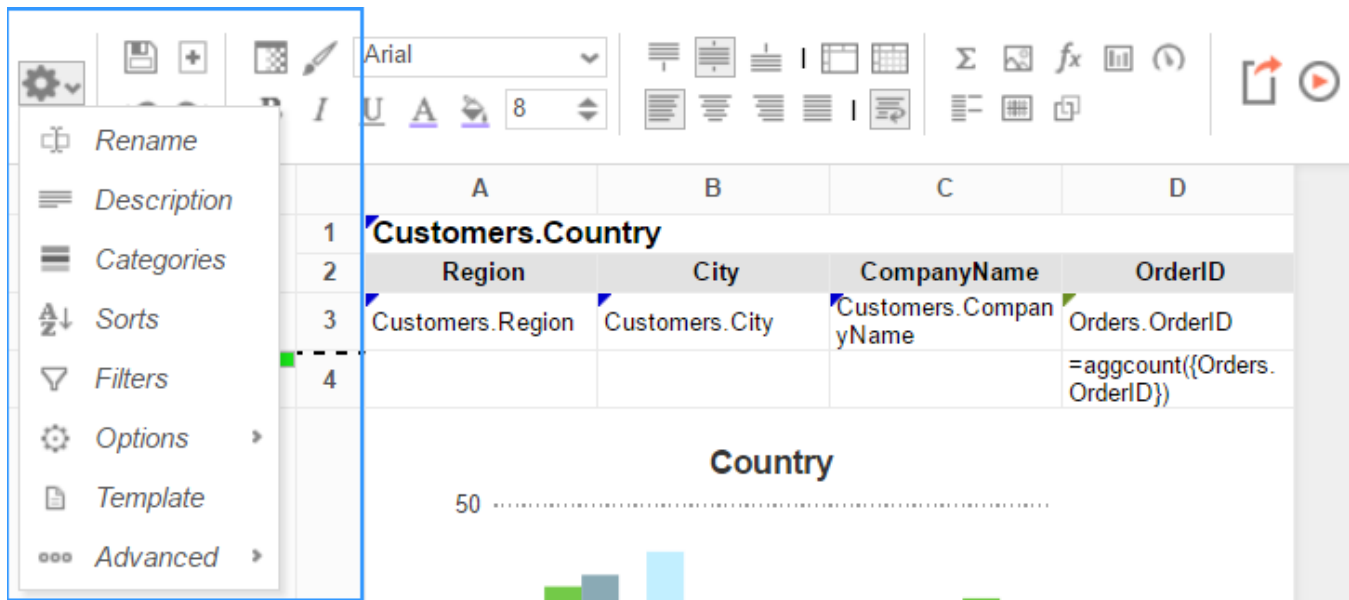 Arial
B I U A 8
Σ
fx
Rename
Description
Categories
Sorts
Filters
Options
Template
Advanced
A B C D
1 Customers.Country
2 Region City CompanyName OrderID
3 Customers.Region Customers.City Customers.Compan
yName Orders.OrderID
4 =aggcount({Orders.
OrderID})
Country
50